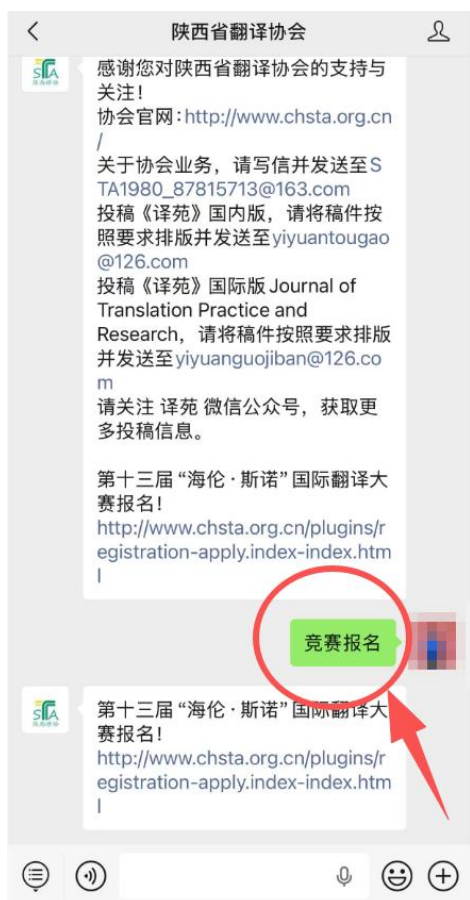 陕西省翻译协会
感谢您对陕西省翻译协会的支持与
关注！
协会官网：http://www.chsta.org.cn
/
关于协会业务，请写信并发送至S
TA1980_87815713@163.com
投稿《译苑》国内版，请将稿件按
照要求排版并发送至yiyuantougao
@126.com
投稿《译苑》国际版 Journal of
Translation Practice and
Research，请将稿件按照要求排版
并发送至yiyuanguojiban@126.co
m
请关注 译苑 微信公众号，获取更
多投稿信息。
第十三届 “海伦 · 斯诺” 国际翻译大
赛报名！
http://www.chsta.org.cn/plugins/r
egistration-apply.index-index.htm
l
竞赛报名
第十三届 “海伦 · 斯诺” 国际翻译大
赛报名！
http://www.chsta.org.cn/plugins/r
egistration-apply.index-index.htm
l